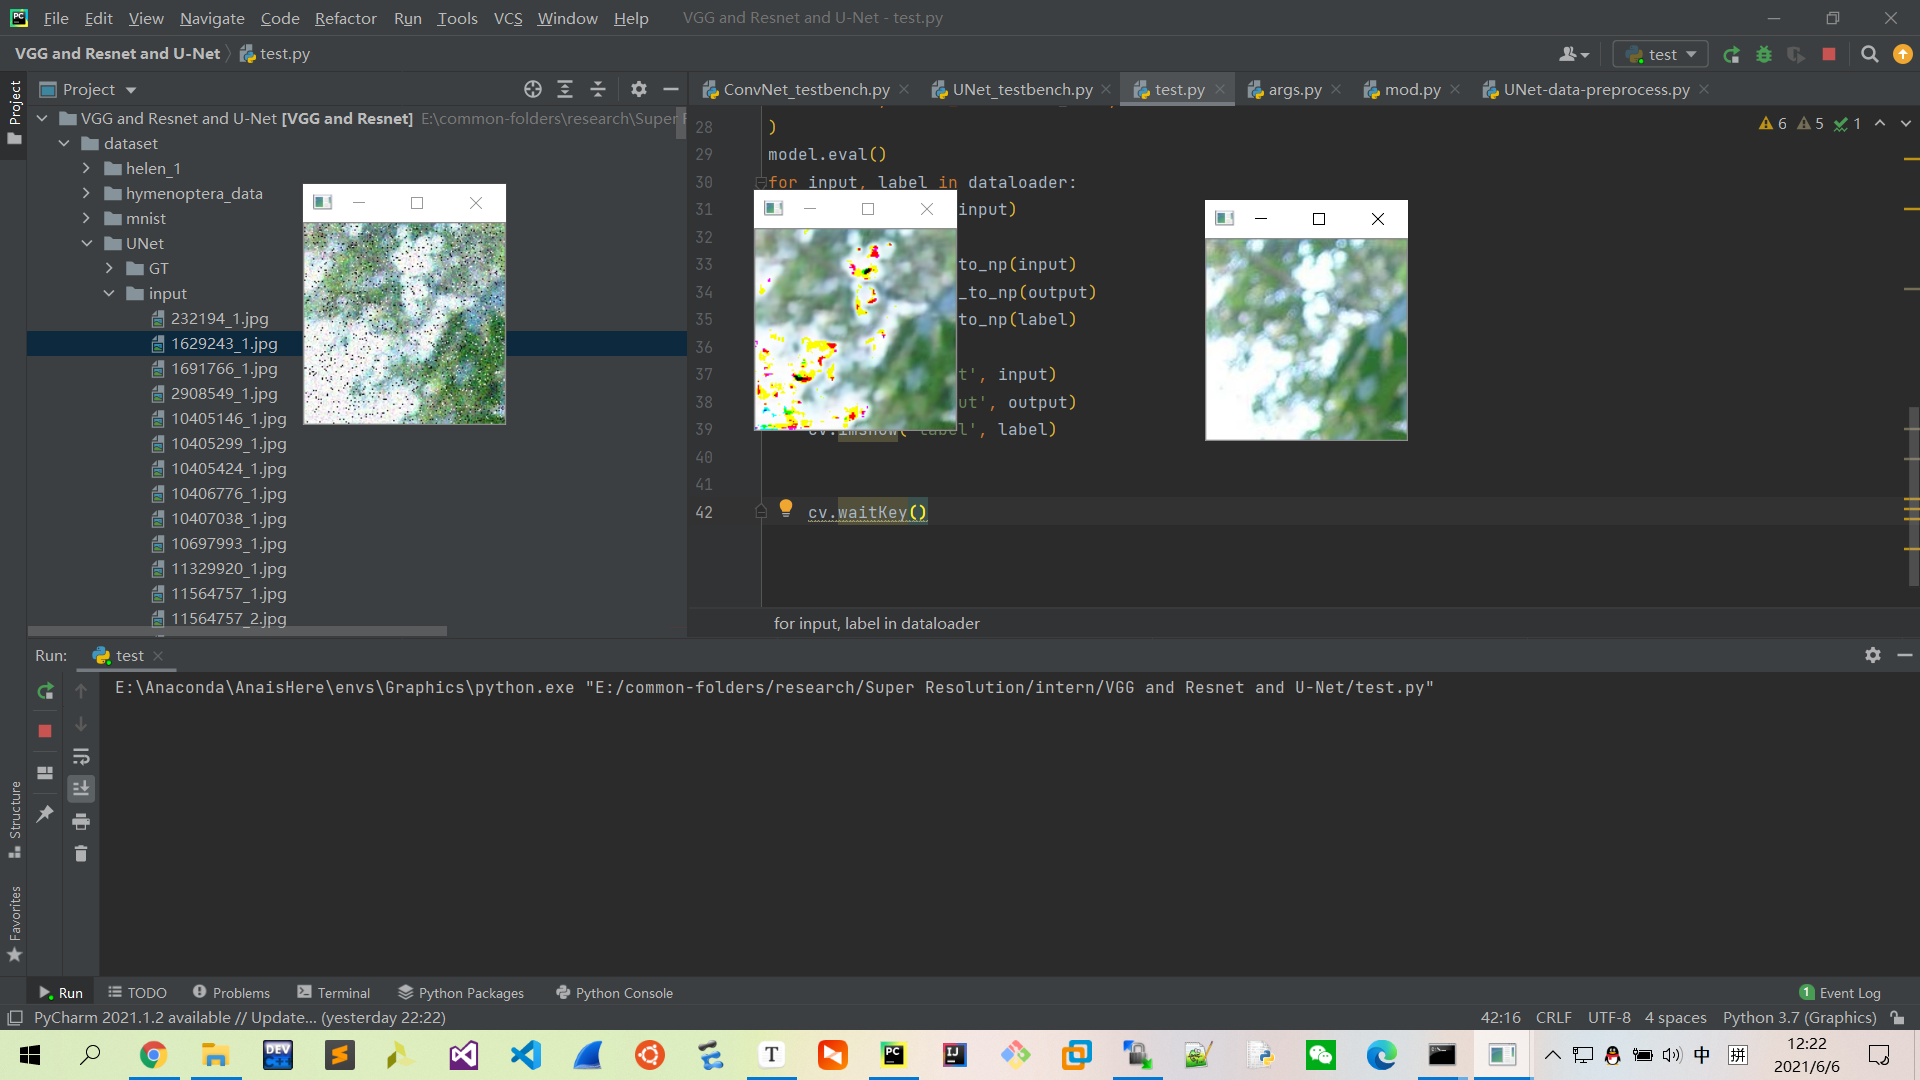 File Edit View Navigate Code Refactor Run Tools VCS Window Help VGG and Resnet and U-Net - test.py
VGG and Resnet and U-Net test.py
test
Project
Project
ConvNet_testbench.py
UNet_testbench.py
test.py
args.py
mod.py
UNet-data-preprocess.py
VGG and Resnet and U-Net [VGG and Resnet] E:\common-folders\research\Super
dataset
helen_1
hymenoptera_data
mnist
UNet
GT
input
232194_1.jpg
1629243_1.jpg
1691766_1.jpg
2908549_1.jpg
10405146_1.jpg
10405299_1.jpg
10405424_1.jpg
10406776_1.jpg
10407038_1.jpg
10697993_1.jpg
11329920_1.jpg
11564757_1.jpg
11564757_2.jpg
6 5 1
28 )
29 model.eval()
30 for input, label in dataloader:
31 input)
32
33 to_np(input)
34 _to_np(output)
35 to_np(label)
36
37 t', input)
38 ut', output)
39 label)
40
41
42 cv.waitKey()
for input, label in dataloader
Run: test
E:\Anaconda\AnaisHere\envs\Graphics\python.exe "E:/common-folders/research/Super Resolution/intern/VGG and Resnet and U-Net/test.py"
Structure
Favorites
Run TODO Problems Terminal Python Packages Python Console 1 Event Log
PyCharm 2021.1.2 available // Update... (yesterday 22:22) 42:16 CRLF UTF-8 4 spaces Python 3.7 (Graphics)
中 拼
12:22
2021/6/6